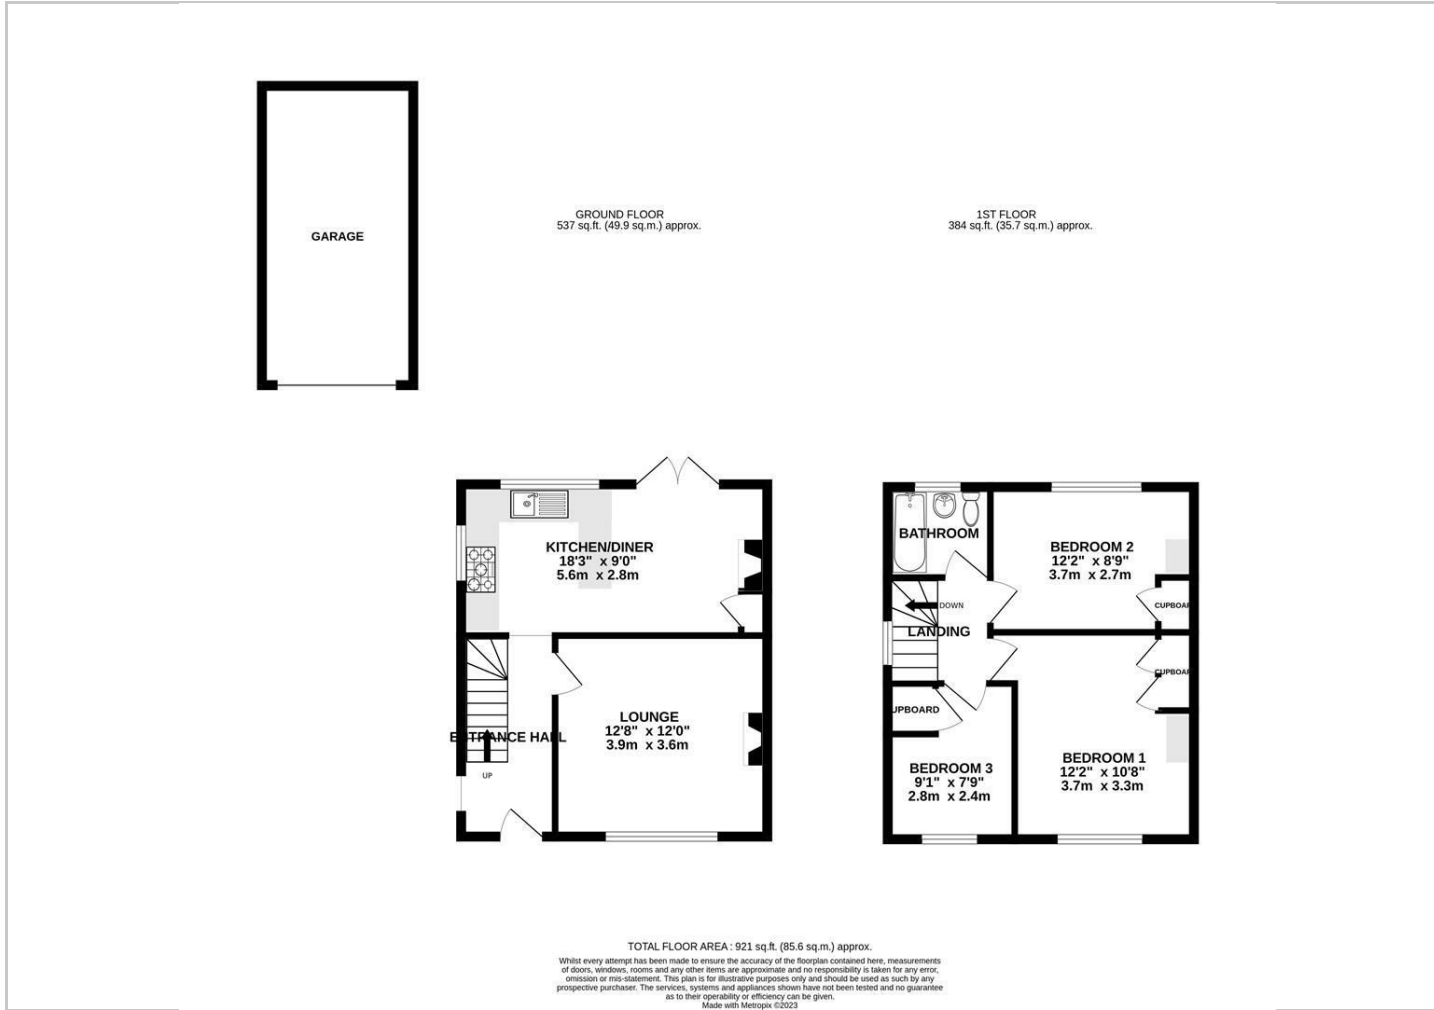 GROUND FLOOR
537 sq.ft. (49.9 sq.m.) approx.
1ST FLOOR
384 sq.ft. (35.7 sq.m.) approx.
GARAGE
KITCHEN/DINER
18'3" x 9'0"
5.6m x 2.8m
LOUNGE
12'8" x 12'0"
3.9m x 3.6m
ENTRANCE HALL
UP
BATHROOM
BEDROOM 2
12'2" x 8'9"
3.7m x 2.7m
CUPBOAR
DOWN
LANDING
CUPBOAR
UPBOARD
BEDROOM 1
12'2" x 10'8"
3.7m x 3.3m
BEDROOM 3
9'1" x 7'9"
2.8m x 2.4m
TOTAL FLOOR AREA : 921 sq.ft. (85.6 sq.m.) approx.
Whilst every attempt has been made to ensure the accuracy of the floorplan contained here, measurements
of doors, windows, rooms and any other items are approximate and no responsibility is taken for any error,
omission or mis-statement. This plan is for illustrative purposes only and should be used as such by any
prospective purchaser. The services, systems and appliances shown have not been tested and no guarantee
as to their operability or efficiency can be given.
Made with Metropix ©2023